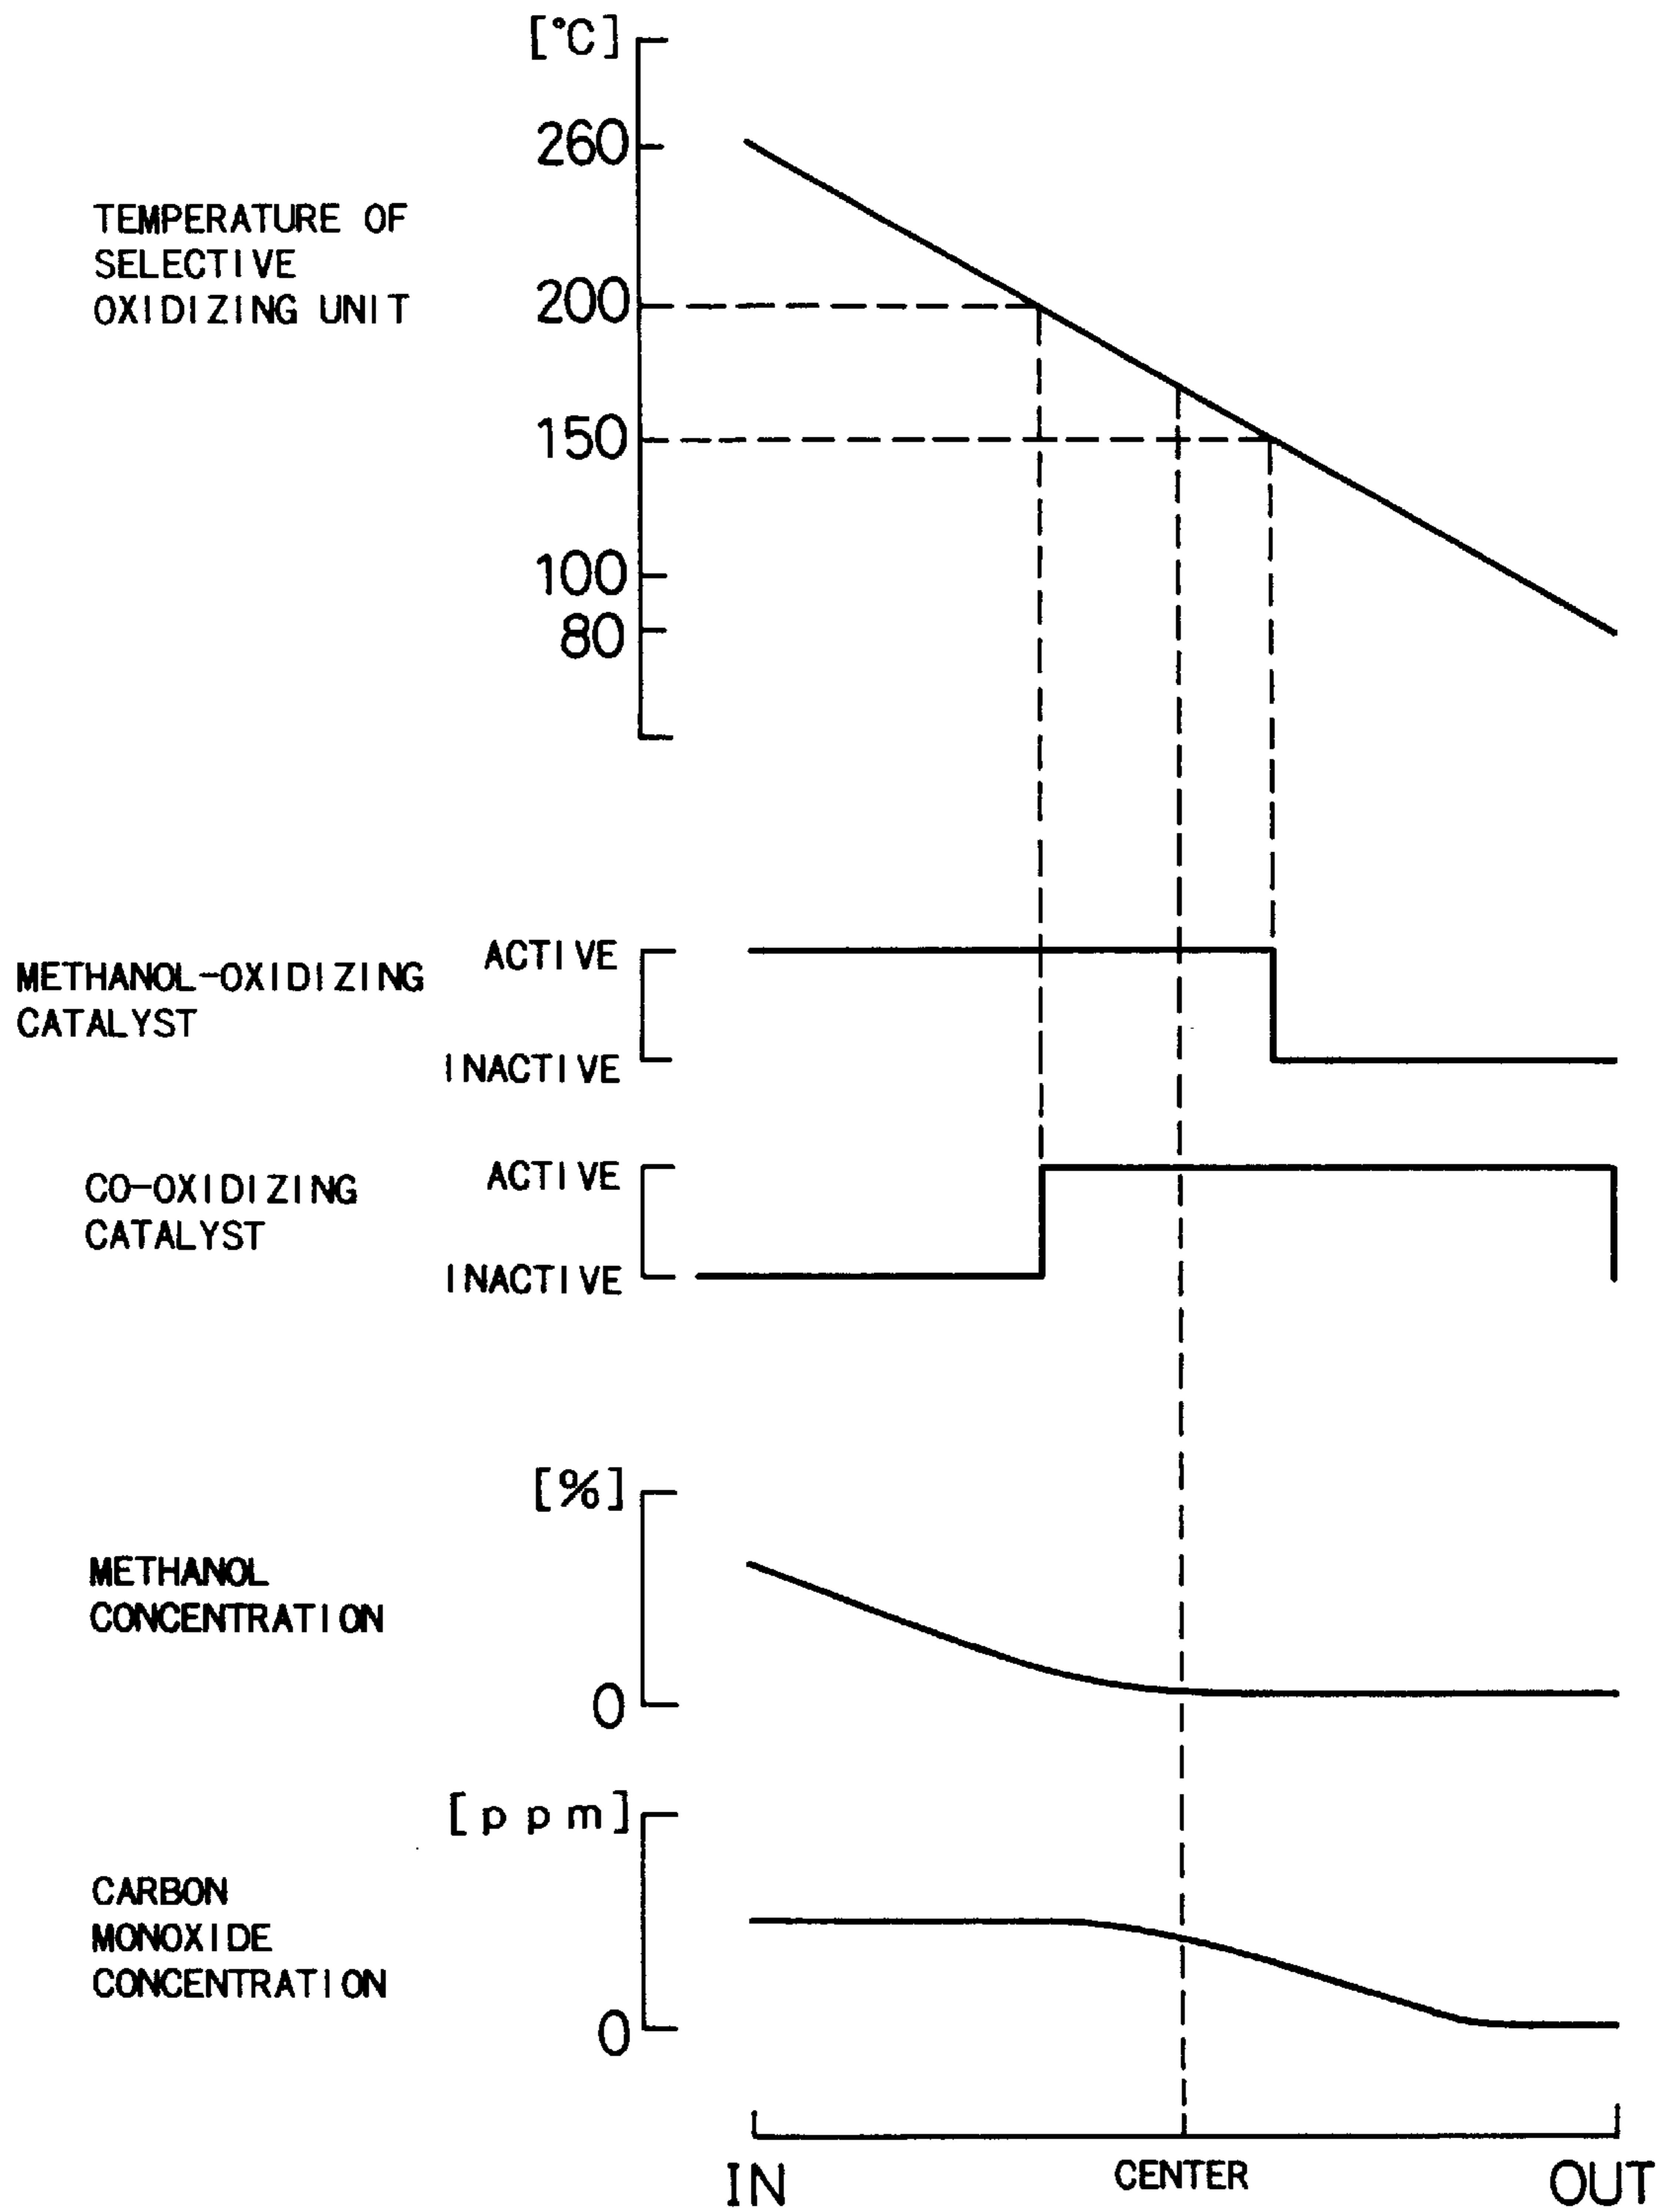 [°C]
260
TEMPERATURE OF
SELECTIVE
OXIDIZING UNIT
200
150
100
80
METHANOL-OXIDIZING
CATALYST
ACTIVE
INACTIVE
CO-OXIDIZING
CATALYST
ACTIVE
INACTIVE
[%]
METHANOL
CONCENTRATION
0
[ppm]
CARBON
MONOXIDE
CONCENTRATION
0
IN
CENTER
OUT